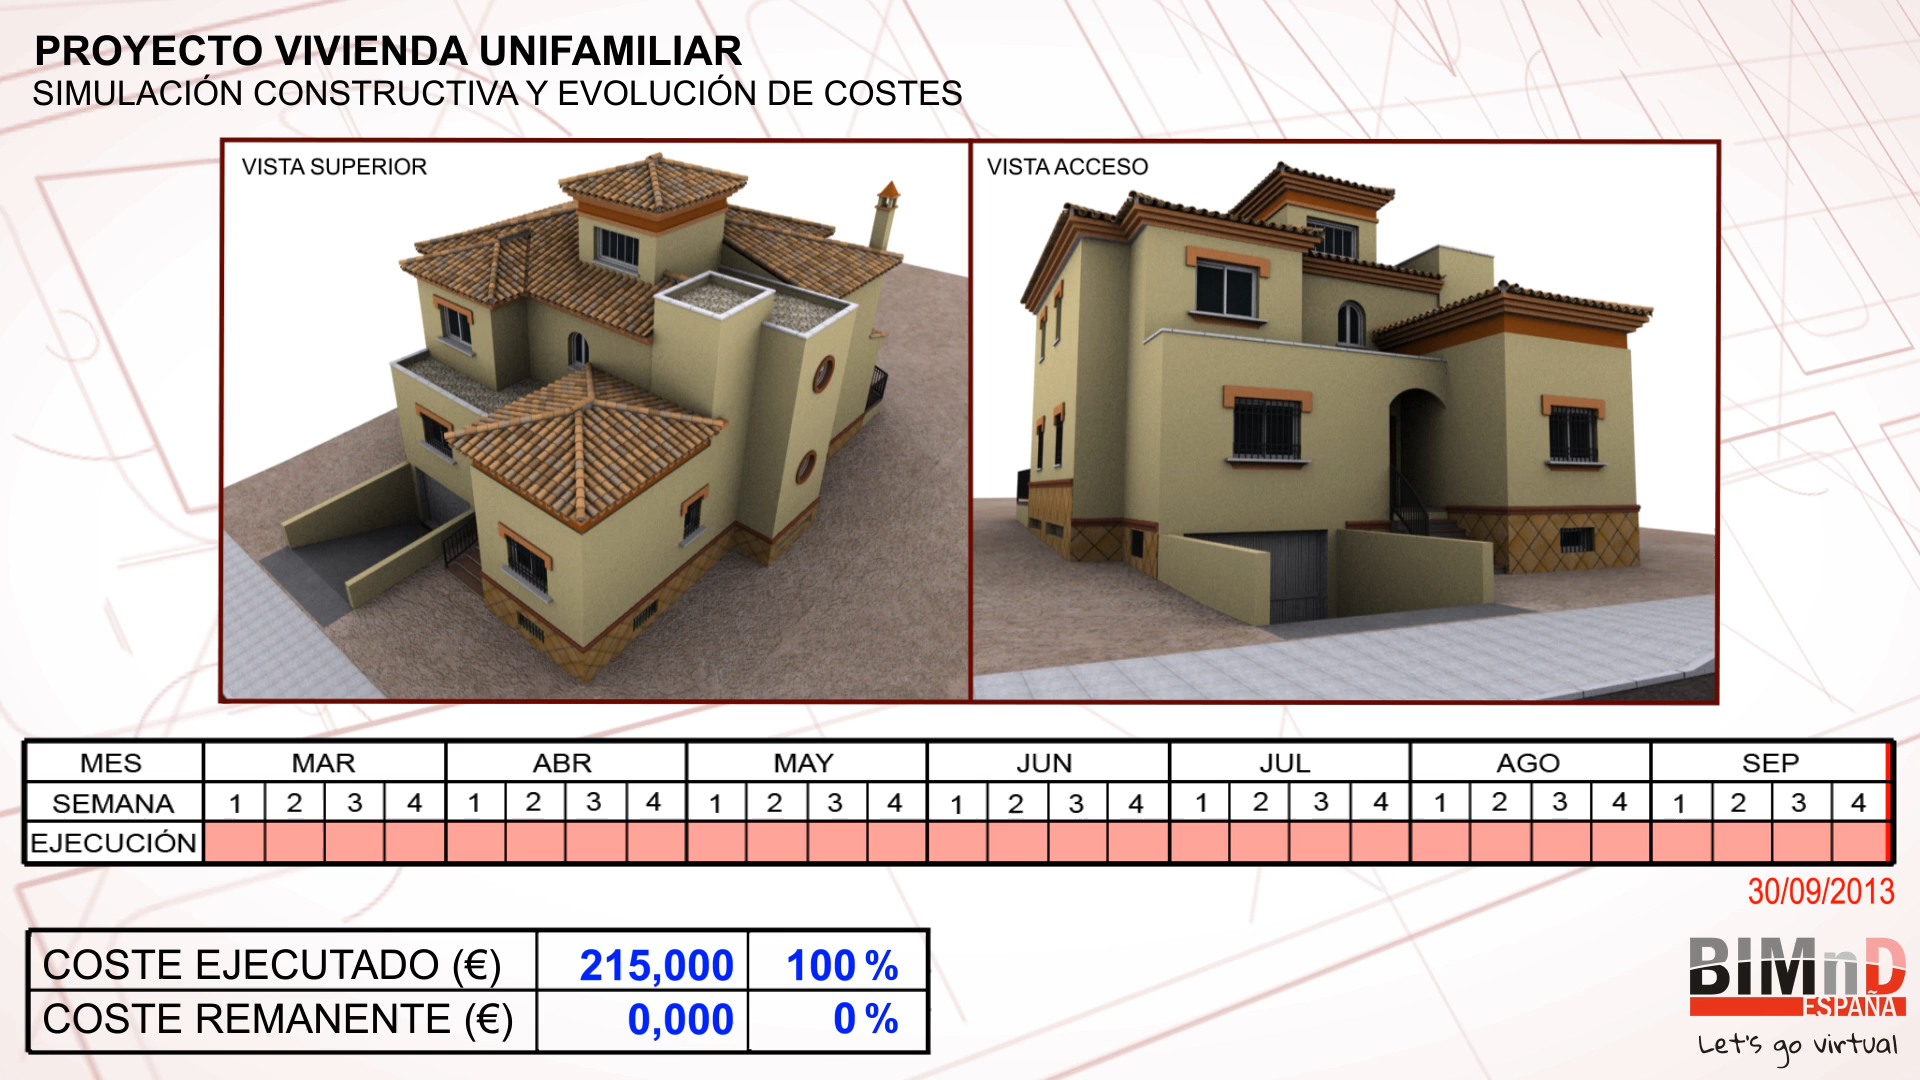 PROYECTO VIVIENDA UNIFAMILIAR
SIMULACIÓN CONSTRUCTIVA Y EVOLUCIÓN DE COSTES
VISTA SUPERIOR
VISTA ACCESO
MES MAR ABR MAY JUN JUL AGO SEP
SEMANA 1 2 3 4 1 2 3 4 1 2 3 4 1 2 3 4 1 2 3 4 1 2 3 4 1 2 3 4
EJECUCIÓN
30/09/2013
COSTE EJECUTADO (€) 215,000 100 %
COSTE REMANENTE (€) 0,000 0 %
BIMnD
ESPAÑA
Let's go virtual